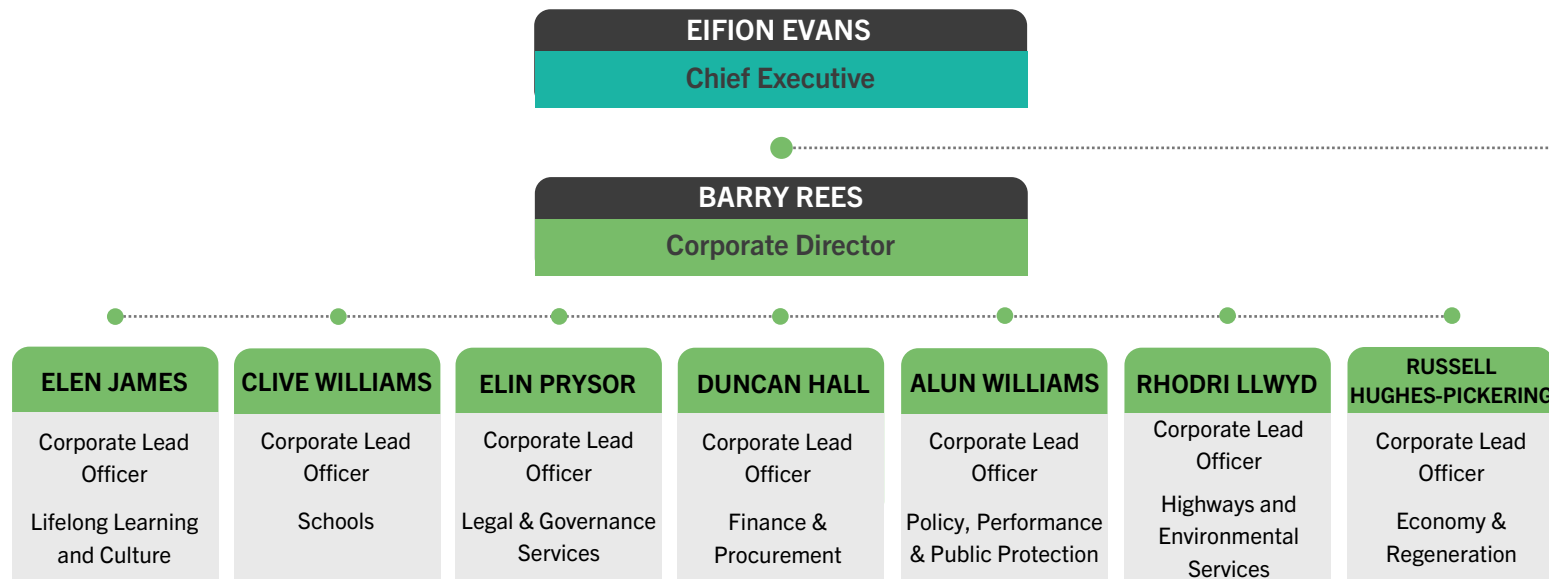 EIFION EVANS
Chief Executive
BARRY REES
Corporate Director
ELEN JAMES
Corporate Lead
Officer
Lifelong Learning
and Culture
CLIVE WILLIAMS
Corporate Lead
Officer
Schools
ELIN PRYSOR
Corporate Lead
Officer
Legal & Governance
Services
DUNCAN HALL
Corporate Lead
Officer
Finance &
Procurement
ALUN WILLIAMS
Corporate Lead
Officer
Policy, Performance
& Public Protection
RHODRI LLWYD
Corporate Lead
Officer
Highways and
Environmental
Services
RUSSELL
HUGHES-PICKERING
Corporate Lead
Officer
Economy &
Regeneration